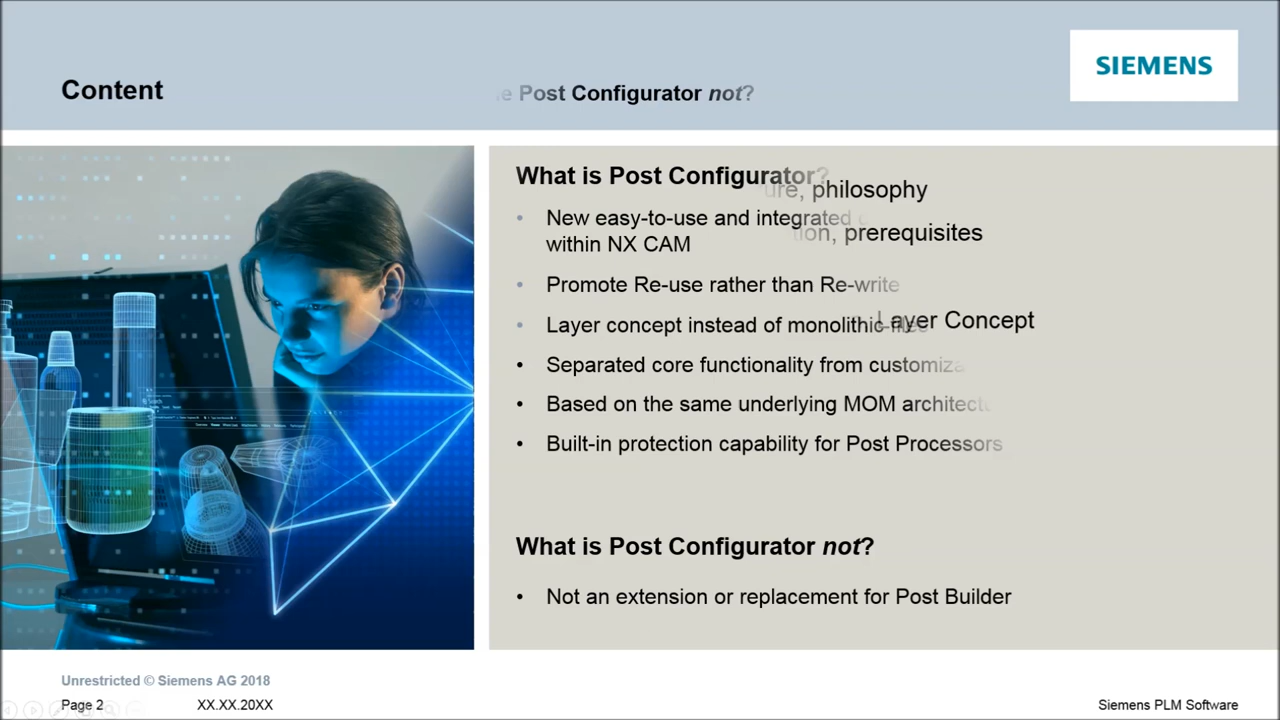 SIEMENS
Content
Post Configurator not?
What is Post Configurator?
philosophy
New easy-to-use and integrated
prerequisites
within NX CAM
Promote Re-use rather than Re-write
Layer concept instead of monolithic
Layer Concept
Separated core functionality from
Based on the same underlying MOM
Built-in protection capability for Post Processors
What is Post Configurator not?
Not an extension or replacement for Post Builder
Unrestricted © Siemens AG 2018
Page 2
XX.XX.20XX
Siemens PLM Software